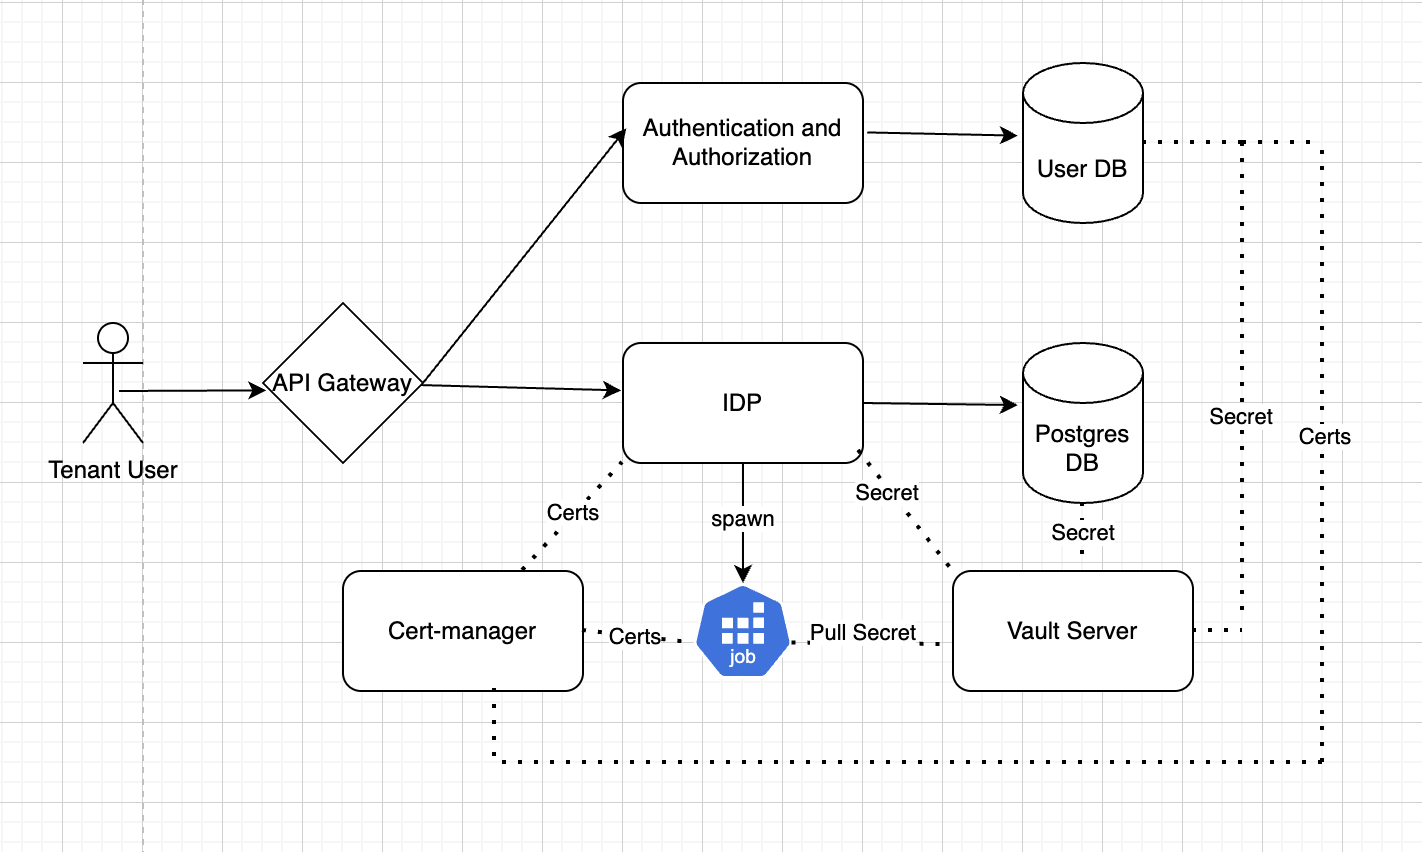 Authentication and
Authorization
User DB
API Gateway
Tenant User
IDP
Postgres
DB
Secret
Certs
Secret
Certs
spawn
Secret
Cert-manager
Certs
job
Pull Secret
Vault Server